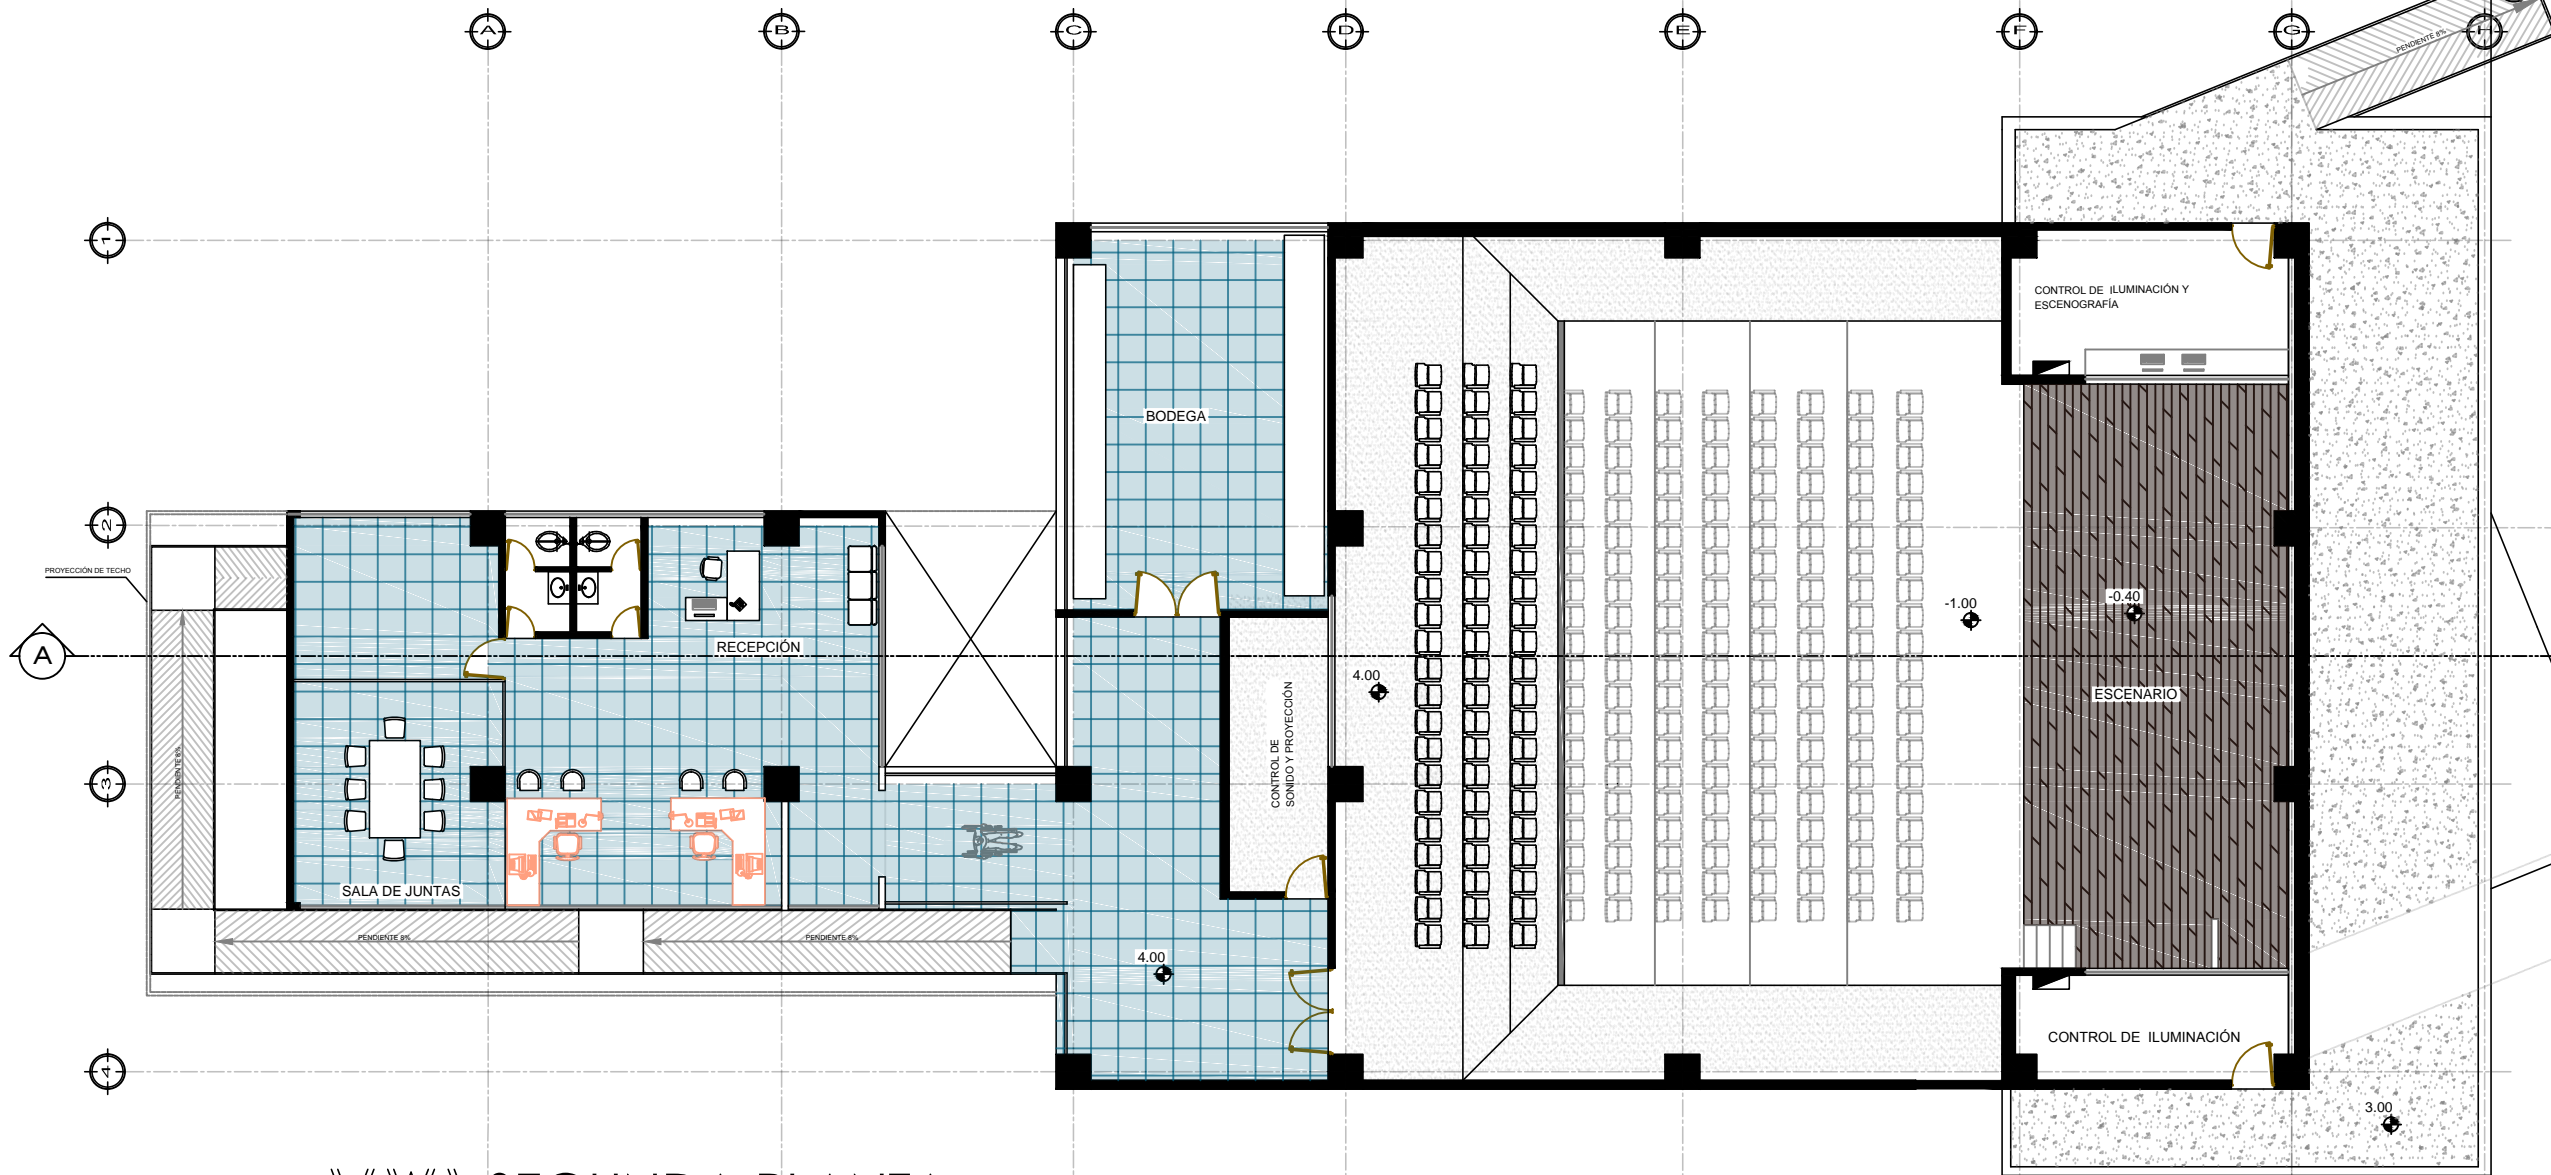 A
B
C
D
E
F
G
H
PENDIENTE 8%
1
CONTROL DE ILUMINACIÓN Y
ESCENOGRAFÍA
BODEGA
2
PROYECCIÓN DE TECHO
-1.00
-0.40
A
RECEPCIÓN
4.00
ESCENARIO
CONTROL DE
SONIDO Y PROYECCIÓN
PENDIENTE 8%
3
SALA DE JUNTAS
PENDIENTE 8%
PENDIENTE 8%
4.00
CONTROL DE ILUMINACIÓN
4
3.00
SEGUNDA PLANTA